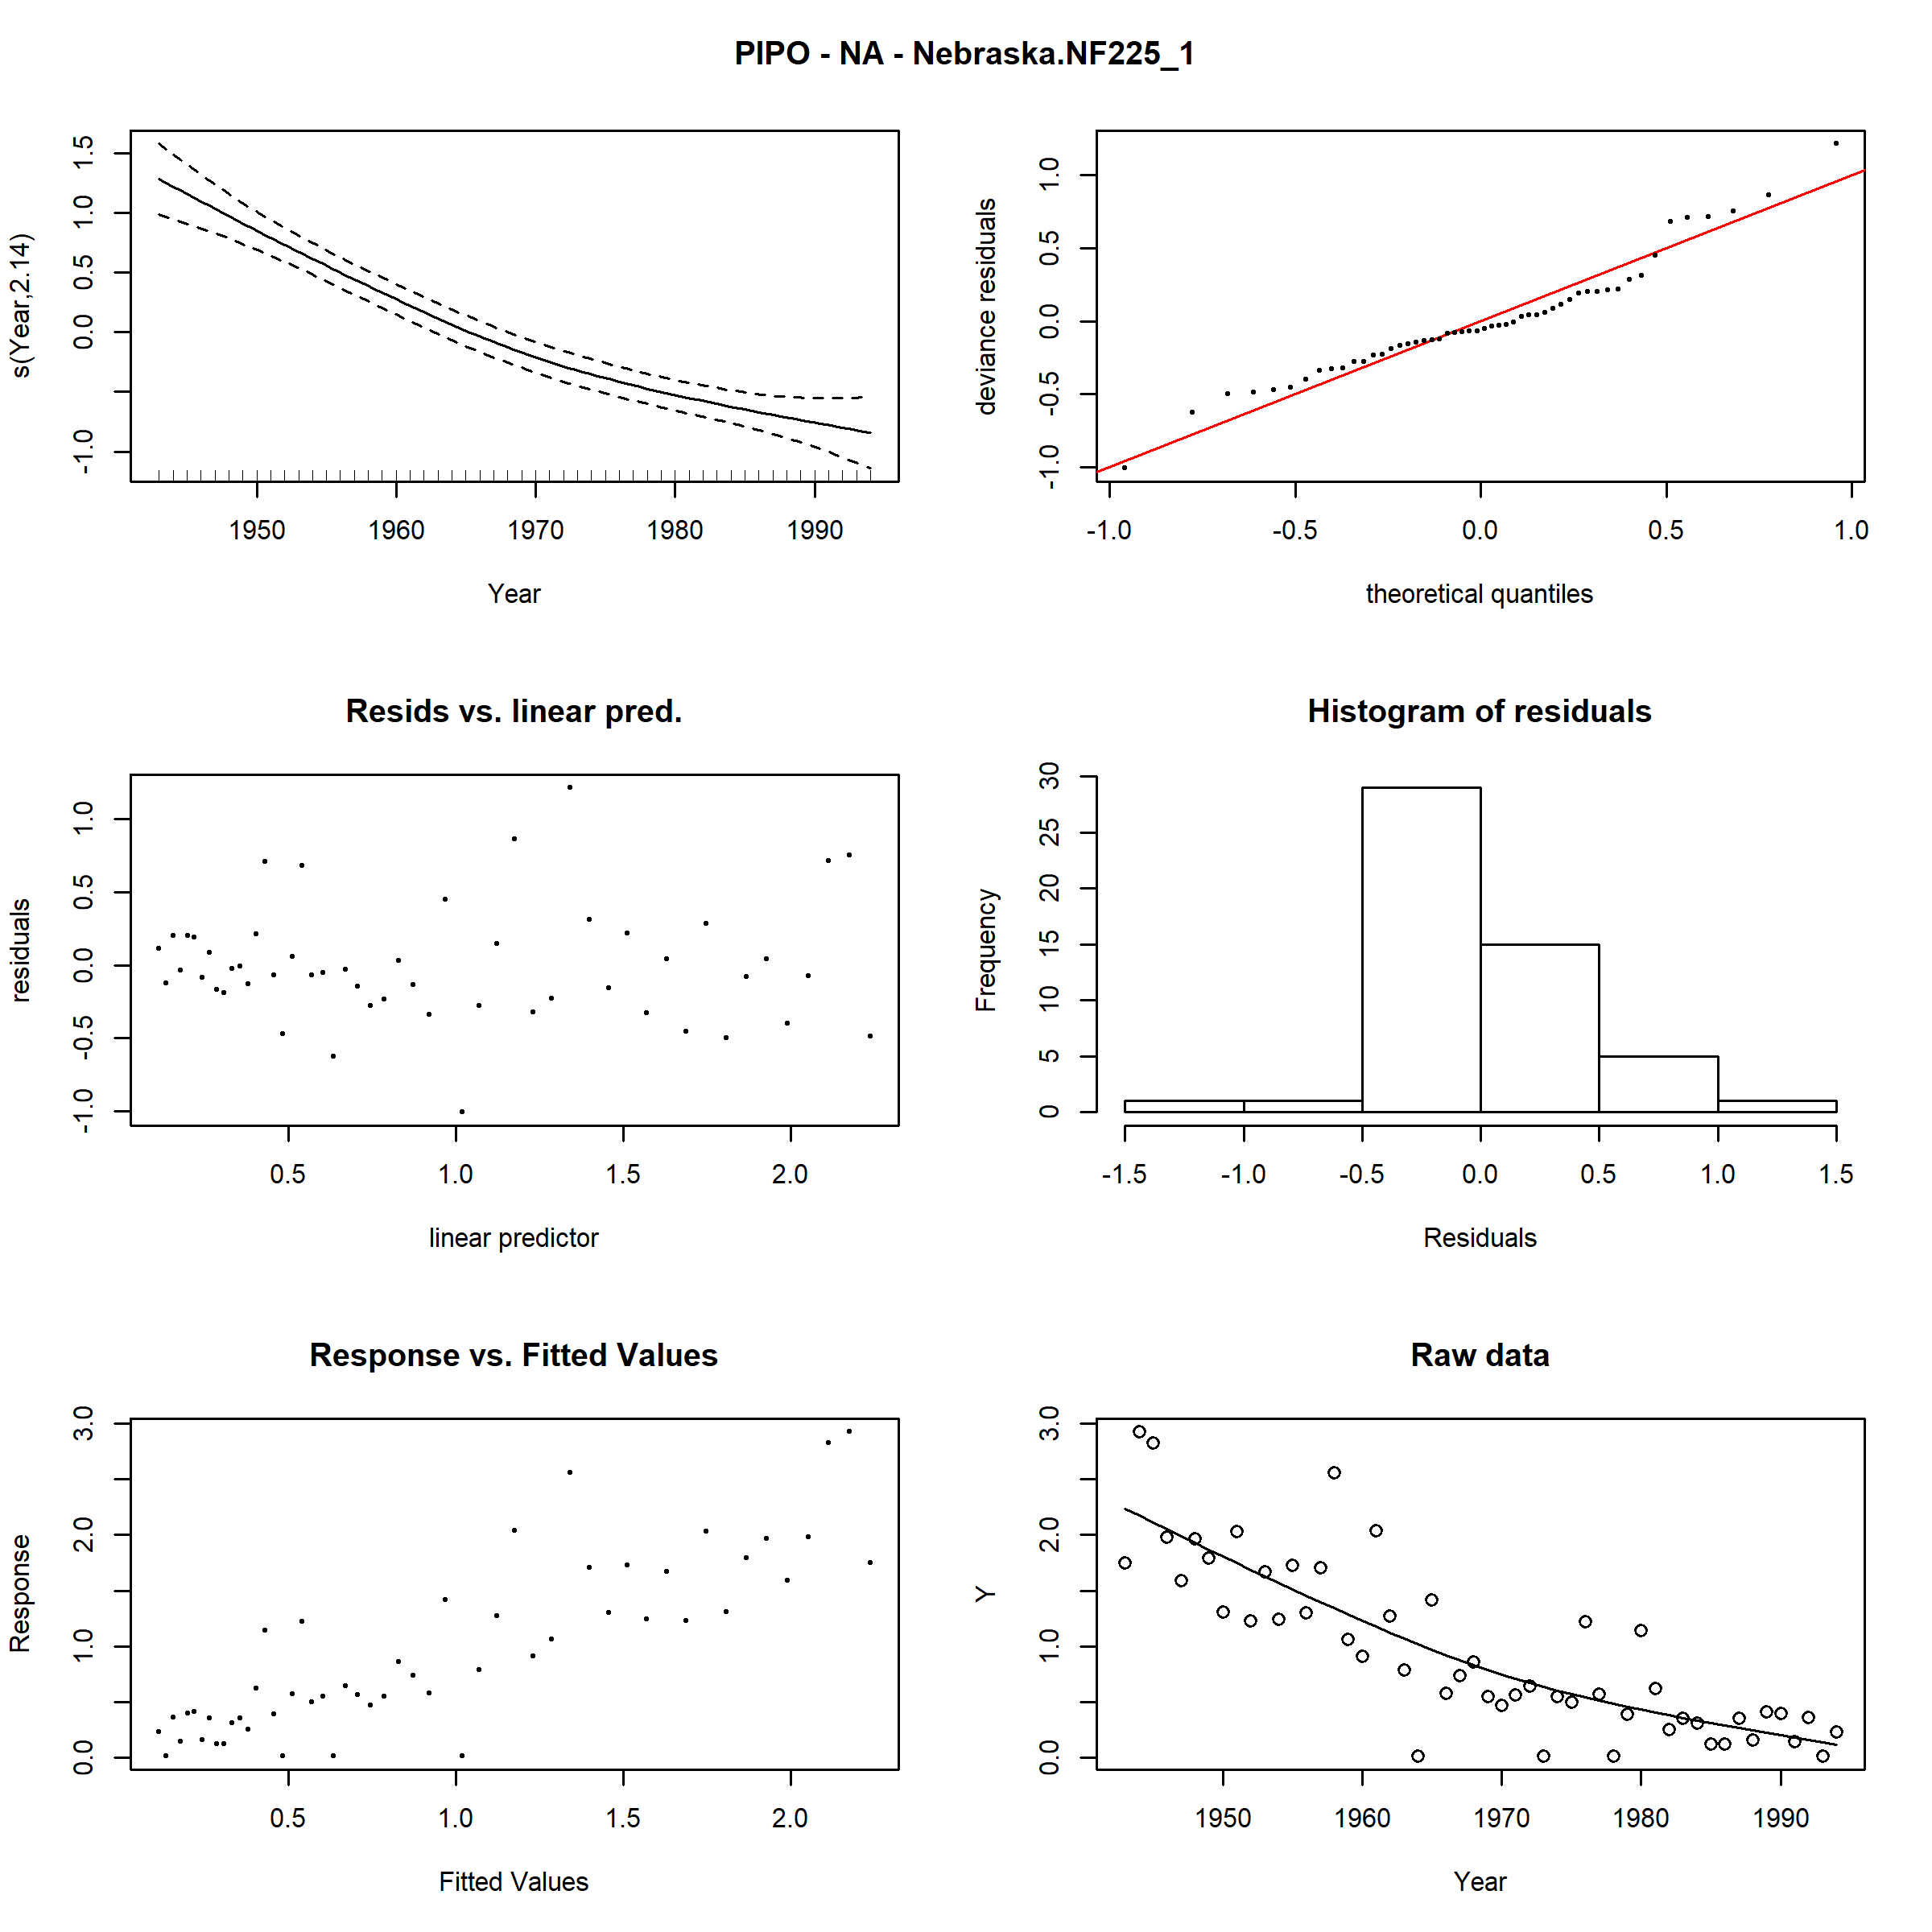 PIPO - NA - Nebraska.NF225_1
s(Year,2.14)
-1.0 0.0 0.5 1.0 1.5
1950 1960 1970 1980 1990
Year
deviance residuals
-1.0 -0.5 0.0 0.5 1.0
-1.0 -0.5 0.0 0.5 1.0
theoretical quantiles
Resids vs. linear pred.
residuals
-1.0 -0.5 0.0 0.5 1.0
0.5 1.0 1.5 2.0
linear predictor
Histogram of residuals
Frequency
0 5 10 15 20 25 30
-1.5 -1.0 -0.5 0.0 0.5 1.0 1.5
Residuals
Response vs. Fitted Values
Response
0.0 1.0 2.0 3.0
0.5 1.0 1.5 2.0
Fitted Values
Raw data
Y
0.0 1.0 2.0 3.0
1950 1960 1970 1980 1990
Year